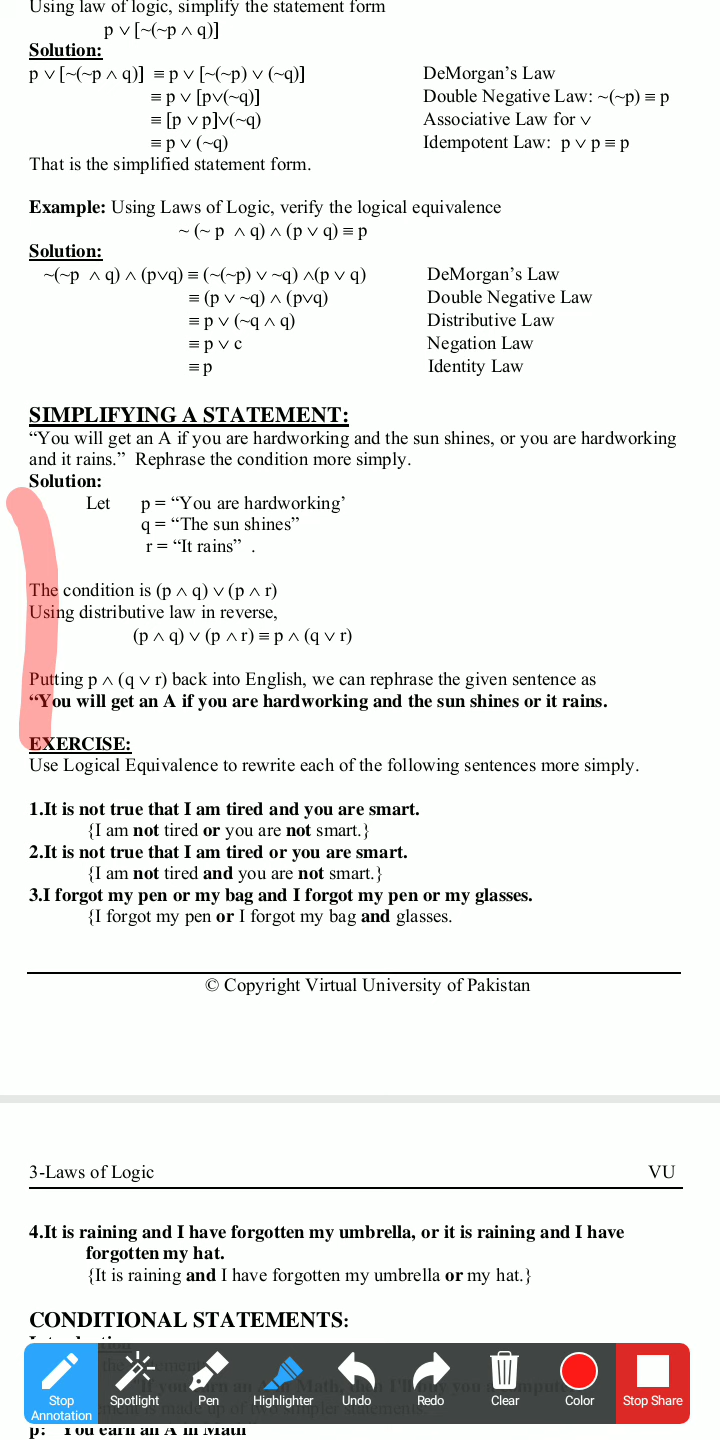 Using law of logic, simplify the statement form
p ∨ [~(~p ∧ q)]
Solution:
p ∨ [~(~p ∧ q)] ≡ p ∨ [~(~p) ∨ (~q)] DeMorgan's Law
≡ p ∨ [p∨(~q)] Double Negative Law: ~(~p) ≡ p
≡ [p ∨ p]∨(~q) Associative Law for ∨
≡ p ∨ (~q) Idempotent Law: p ∨ p ≡ p
That is the simplified statement form.
Example: Using Laws of Logic, verify the logical equivalence
~ (~ p ∧ q) ∧ (p ∨ q) ≡ p
Solution:
~(~p ∧ q) ∧ (p∨q) ≡ (~(~p) ∨ ~q) ∧(p ∨ q) DeMorgan's Law
≡ (p ∨ ~q) ∧ (p∨q) Double Negative Law
≡ p ∨ (~q ∧ q) Distributive Law
≡ p ∨ c Negation Law
≡ p Identity Law
SIMPLIFYING A STATEMENT:
“You will get an A if you are hardworking and the sun shines, or you are hardworking
and it rains.” Rephrase the condition more simply.
Solution:
Let p = “You are hardworking’
q = “The sun shines”
r = “It rains” .
The condition is (p ∧ q) ∨ (p ∧ r)
Using distributive law in reverse,
(p ∧ q) ∨ (p ∧ r) ≡ p ∧ (q ∨ r)
Putting p ∧ (q ∨ r) back into English, we can rephrase the given sentence as
“You will get an A if you are hardworking and the sun shines or it rains.
EXERCISE:
Use Logical Equivalence to rewrite each of the following sentences more simply.
1.It is not true that I am tired and you are smart.
{I am not tired or you are not smart.}
2.It is not true that I am tired or you are smart.
{I am not tired and you are not smart.}
3.I forgot my pen or my bag and I forgot my pen or my glasses.
{I forgot my pen or I forgot my bag and glasses.
© Copyright Virtual University of Pakistan
3-Laws of Logic VU
4.It is raining and I have forgotten my umbrella, or it is raining and I have
forgotten my hat.
{It is raining and I have forgotten my umbrella or my hat.}
CONDITIONAL STATEMENTS:
Stop Annotation Spotlight Pen Highlighter Undo Redo Clear Color Stop Share
p: You earn an A in Math